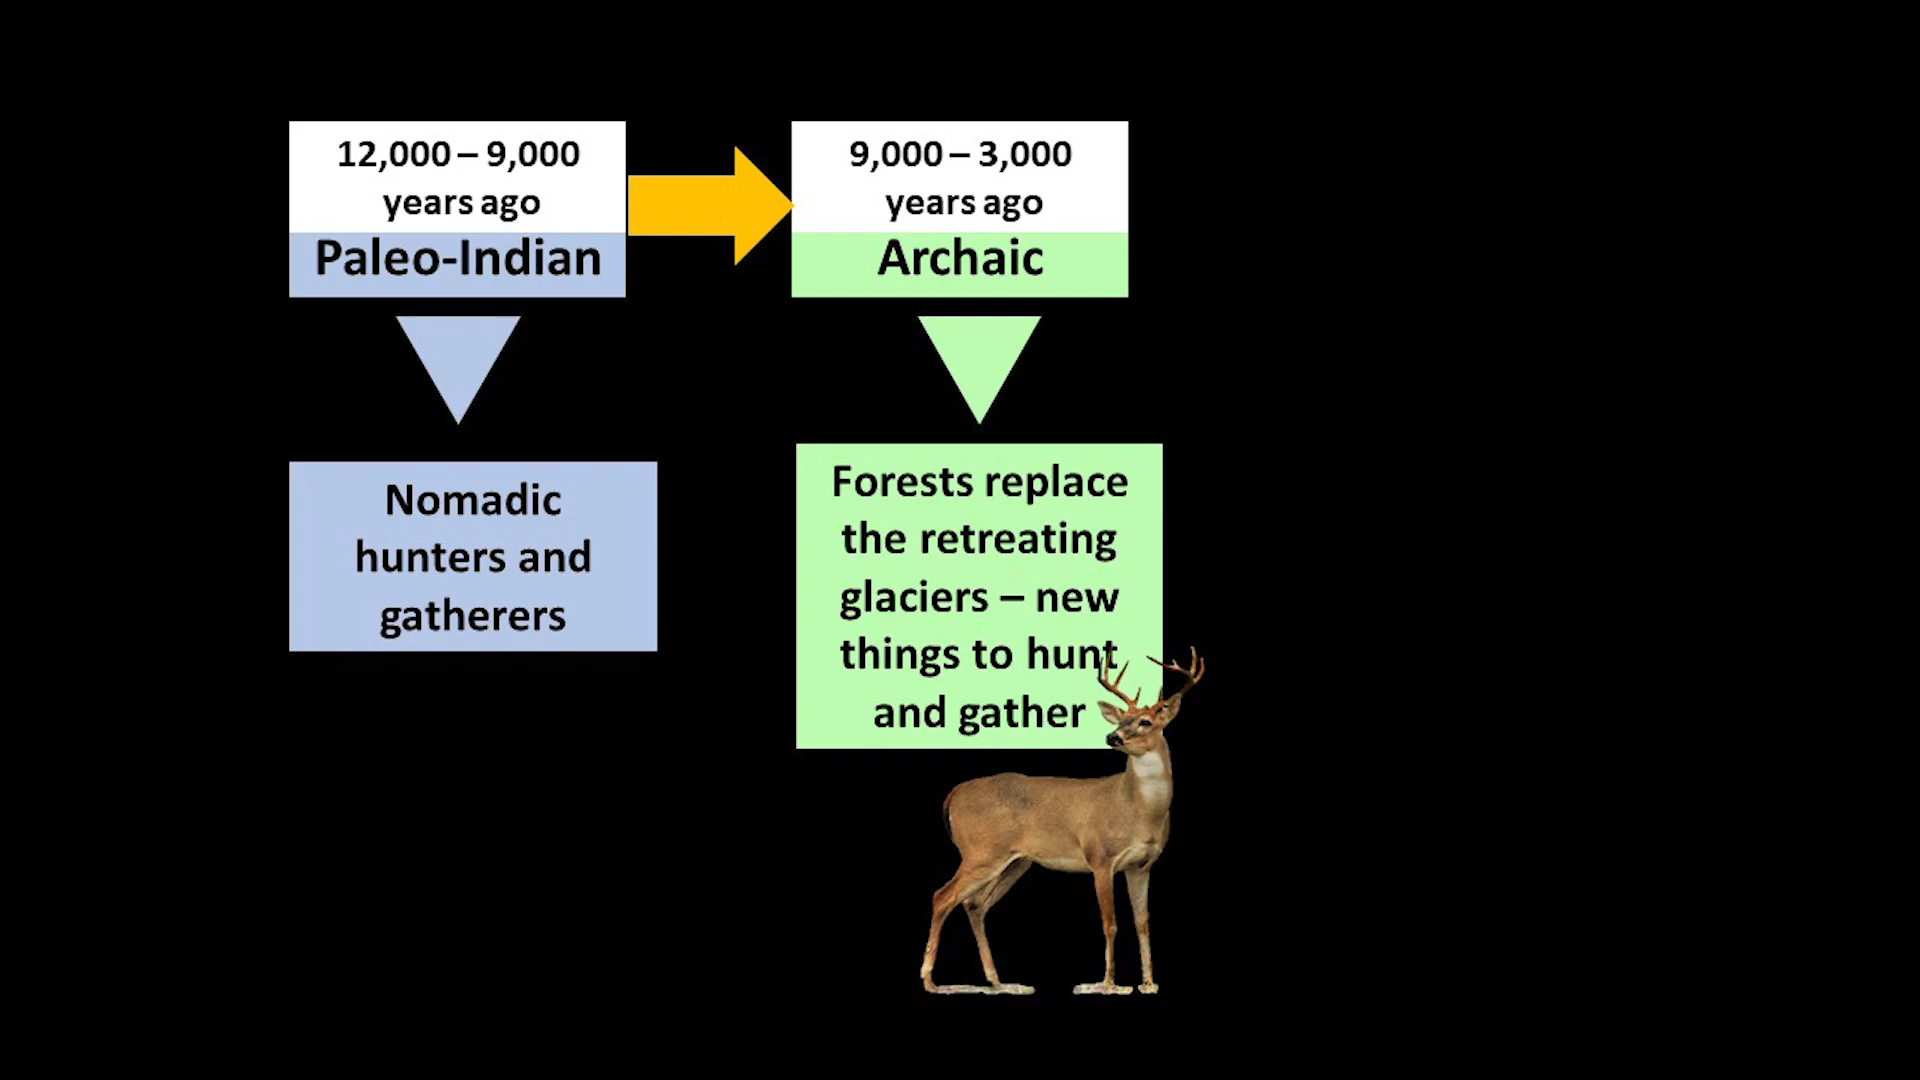 12,000 – 9,000
years ago
Paleo-Indian
9,000 – 3,000
years ago
Archaic
Nomadic
hunters and
gatherers
Forests replace
the retreating
glaciers – new
things to hunt
and gather